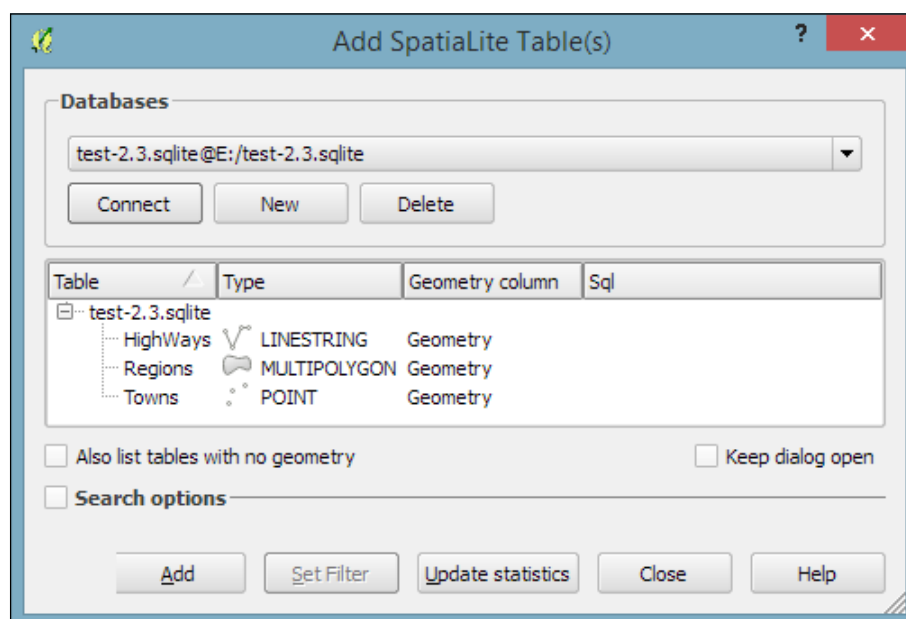 Add SpatiaLite Table(s)
?
×
Databases
test-2.3.sqlite@E:/test-2.3.sqlite
Connect New Delete
Table Type Geometry column Sql
test-2.3.sqlite
HighWays LINESTRING Geometry
Regions MULTIPOLYGON Geometry
Towns POINT Geometry
Also list tables with no geometry Keep dialog open
Search options
Add Set Filter Update statistics Close Help